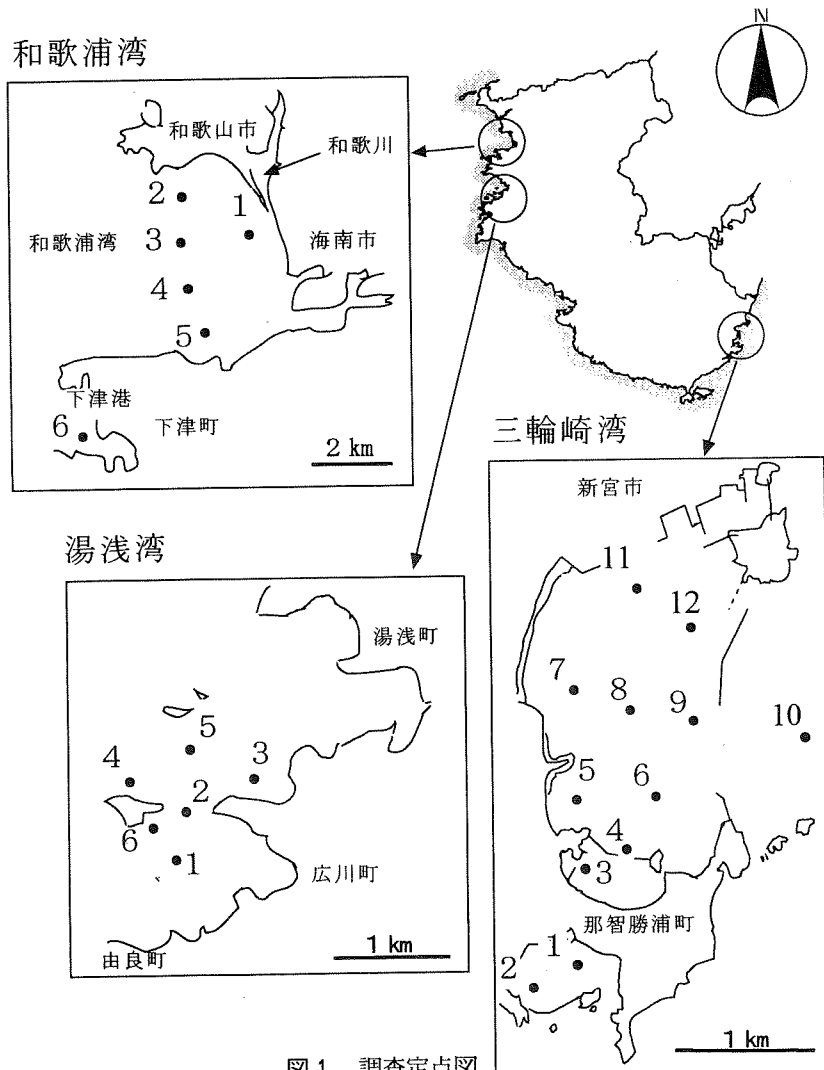 N
和歌浦湾
和歌山市
和歌川
2
1
和歌浦湾
3
海南市
4
5
下津港
6
下津町
2 km
三輪崎湾
新宮市
11
12
7
8
9
10
5
6
4
3
那智勝浦町
1
2
1 km
湯浅湾
湯浅町
5
4
3
2
6
1
広川町
由良町
1 km
図1 調査定点図